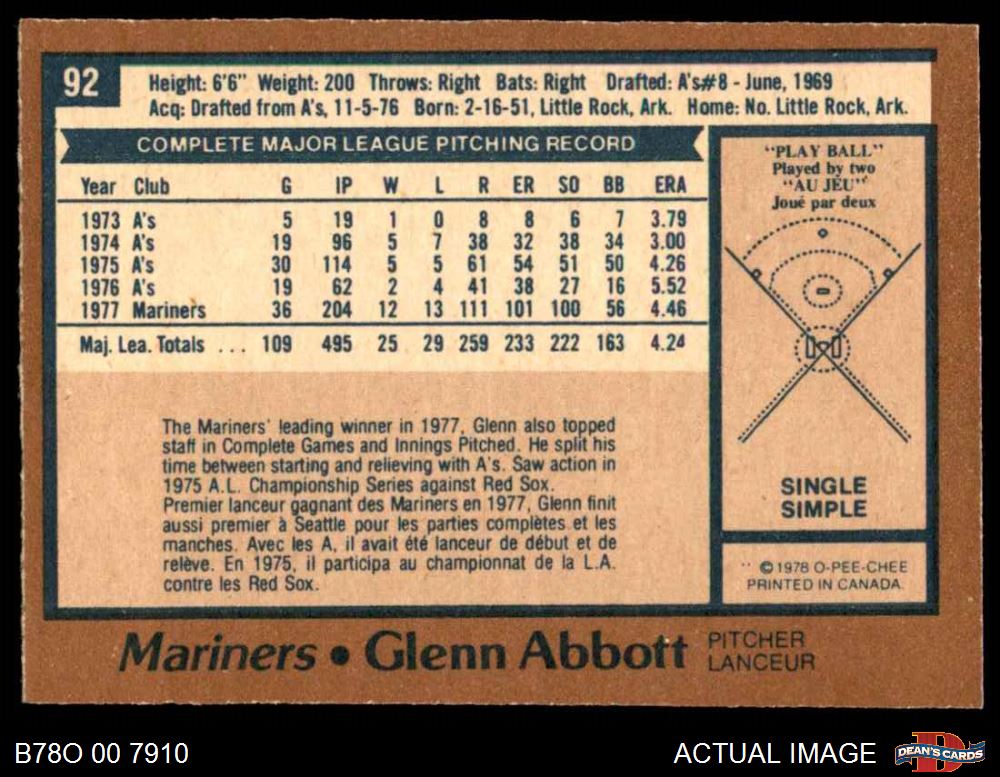 92
Height: 6'6" Weight: 200 Throws: Right Bats: Right Drafted: A's#8 - June, 1969
Acq: Drafted from A's, 11-5-76 Born: 2-16-51, Little Rock, Ark. Home: No. Little Rock, Ark.
COMPLETE MAJOR LEAGUE PITCHING RECORD
Year Club G IP W L R ER SO BB ERA
1973 A's 5 19 1 0 8 8 6 7 3.79
1974 A's 19 96 5 7 38 32 38 34 3.00
1975 A's 30 114 5 5 61 54 51 50 4.26
1976 A's 19 62 2 4 41 38 27 16 5.52
1977 Mariners 36 204 12 13 111 101 100 56 4.46
Maj. Lea. Totals ... 109 495 25 29 259 233 222 163 4.24
The Mariners' leading winner in 1977, Glenn also topped
staff in Complete Games and Innings Pitched. He split his
time between starting and relieving with A's. Saw action in
1975 A.L. Championship Series against Red Sox.
Premier lanceur gagnant des Mariners en 1977, Glenn finit
aussi premier à Seattle pour les parties complètes et les
manches. Avec les A, il avait été lanceur de début et de
relève. En 1975, il participa au championnat de la L.A.
contre les Red Sox.
"PLAY BALL"
Played by two
"AU JEU"
Joué par deux
SINGLE
SIMPLE
©1978 O-PEE-CHEE
PRINTED IN CANADA.
Mariners • Glenn Abbott
PITCHER
LANCEUR
B78O 00 7910
ACTUAL IMAGE
DEAN'S CARDS